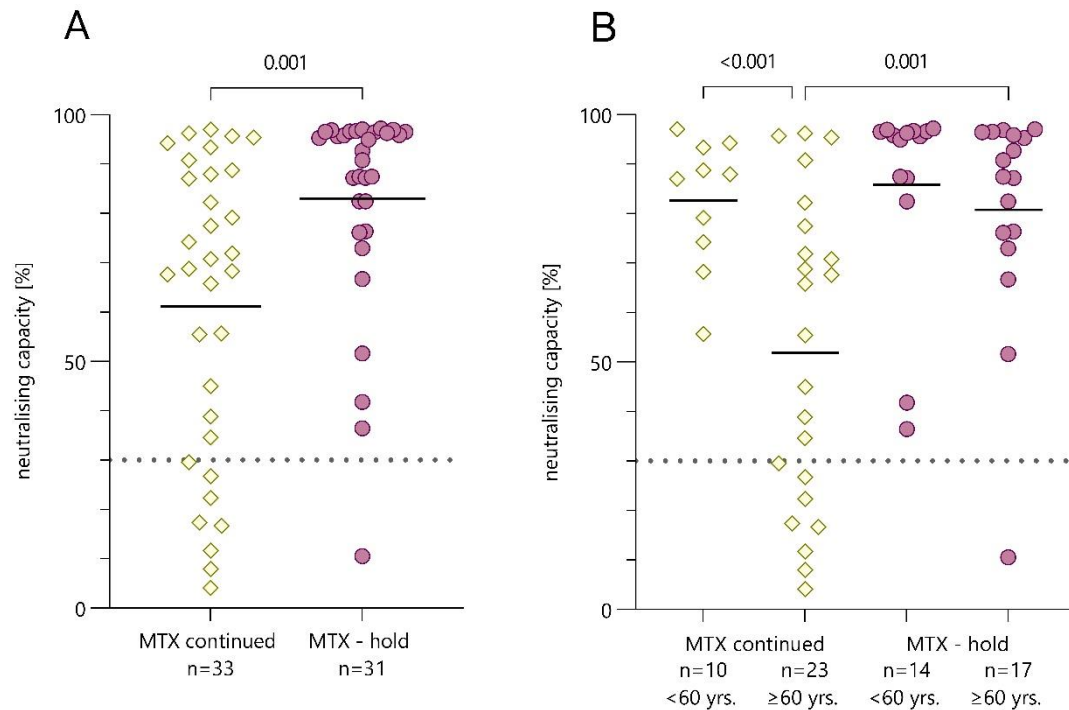 A
0.001
100
50
0
neutralising capacity [%]
MTX continued
n=33
MTX - hold
n=31
B
<0.001
0.001
100
50
0
neutralising capacity [%]
MTX continued
MTX - hold
n=10
n=23
n=14
n=17
<60 yrs.
≥60 yrs.
<60 yrs.
≥60 yrs.